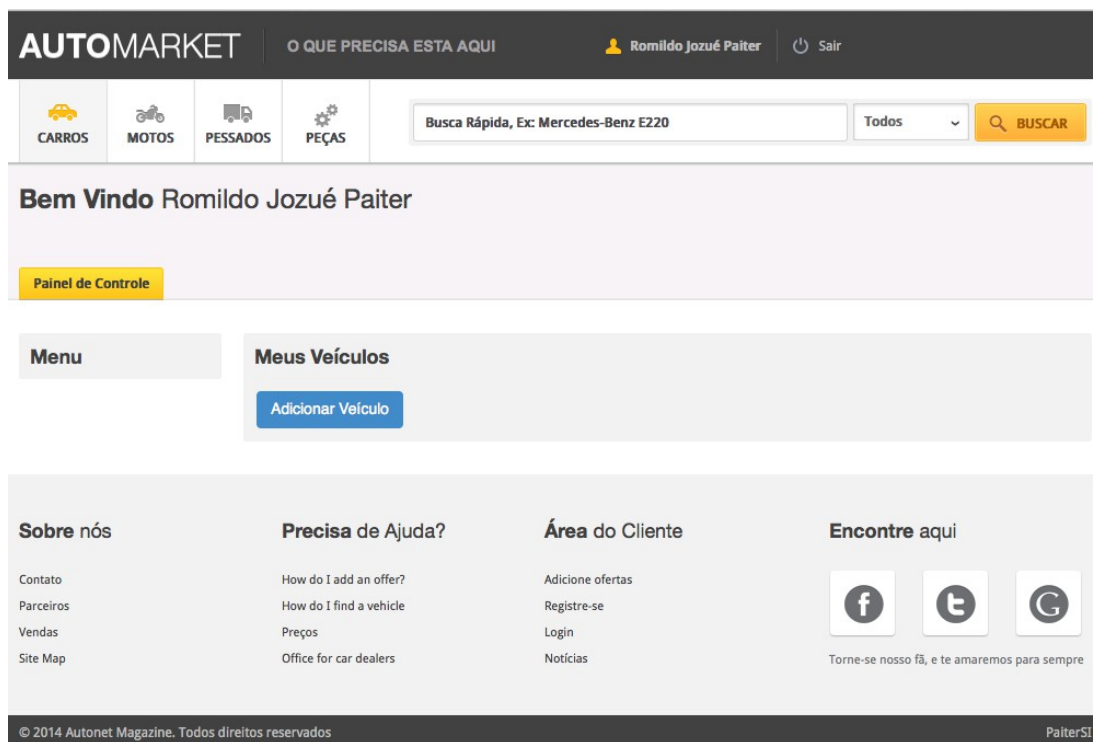 AUTOMARKET
O QUE PRECISA ESTA AQUI
Romildo Jozué Paiter
Sair
CARROS
MOTOS
PESSADOS
PEÇAS
Busca Rápida, Ex: Mercedes-Benz E220
Todos
BUSCAR
Bem Vindo Romildo Jozué Paiter
Painel de Controle
Menu
Meus Veículos
Adicionar Veículo
Sobre nós
Contato
Parceiros
Vendas
Site Map
Precisa de Ajuda?
How do I add an offer?
How do I find a vehicle
Preços
Office for car dealers
Área do Cliente
Adicione ofertas
Registre-se
Login
Notícias
Encontre aqui
Torne-se nosso fã, e te amaremos para sempre
© 2014 Autonet Magazine. Todos direitos reservados
PaiterSI